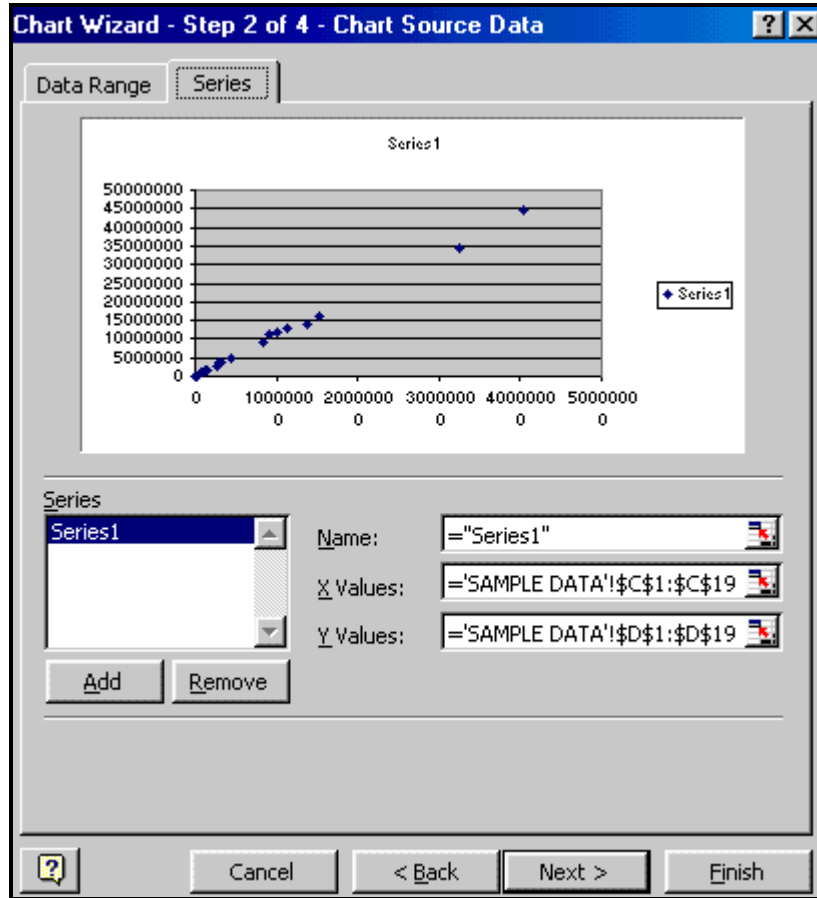 Chart Wizard - Step 2 of 4 - Chart Source Data
Data Range Series
Series1
50000000
45000000
40000000
35000000
30000000
25000000
20000000
15000000
10000000
5000000
0
0 1000000 2000000 3000000 4000000 5000000
0 0 0 0 0
Series1
Series
Series1
Name: ="Series1"
X Values: ='SAMPLE DATA'!$C$1:$C$19
Y Values: ='SAMPLE DATA'!$D$1:$D$19
Add Remove
Cancel < Back Next > Finish